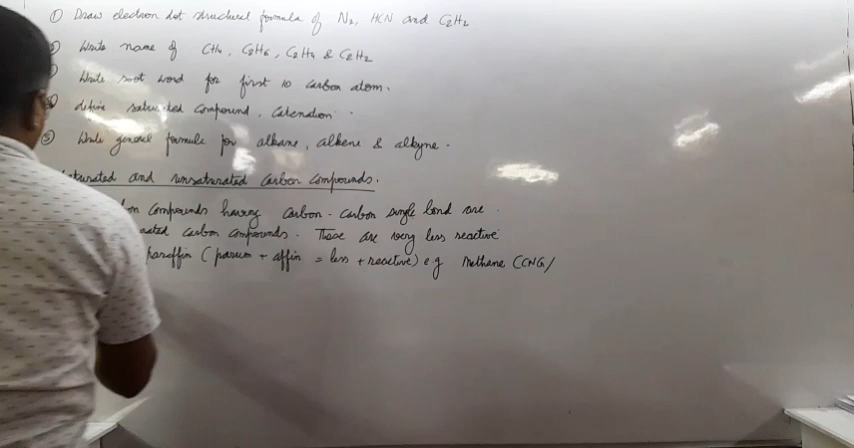 ① Draw electron dot structural formula of N₂, HCN and C₂H₂
Write name of CH₄, C₂H₆, C₂H₄ & C₂H₂
Write root word for first 10 carbon atom.
define saturated compound, Catenation.
⑤ Write general formula for alkane, alkene & alkyne.
turated and unsaturated Carbon Compounds.
on Compounds having Carbon-Carbon single bond are
ated Carbon compounds. These are very less reactive
paraffin (parum + affin = less + reactive) e.g Methane (CNG/